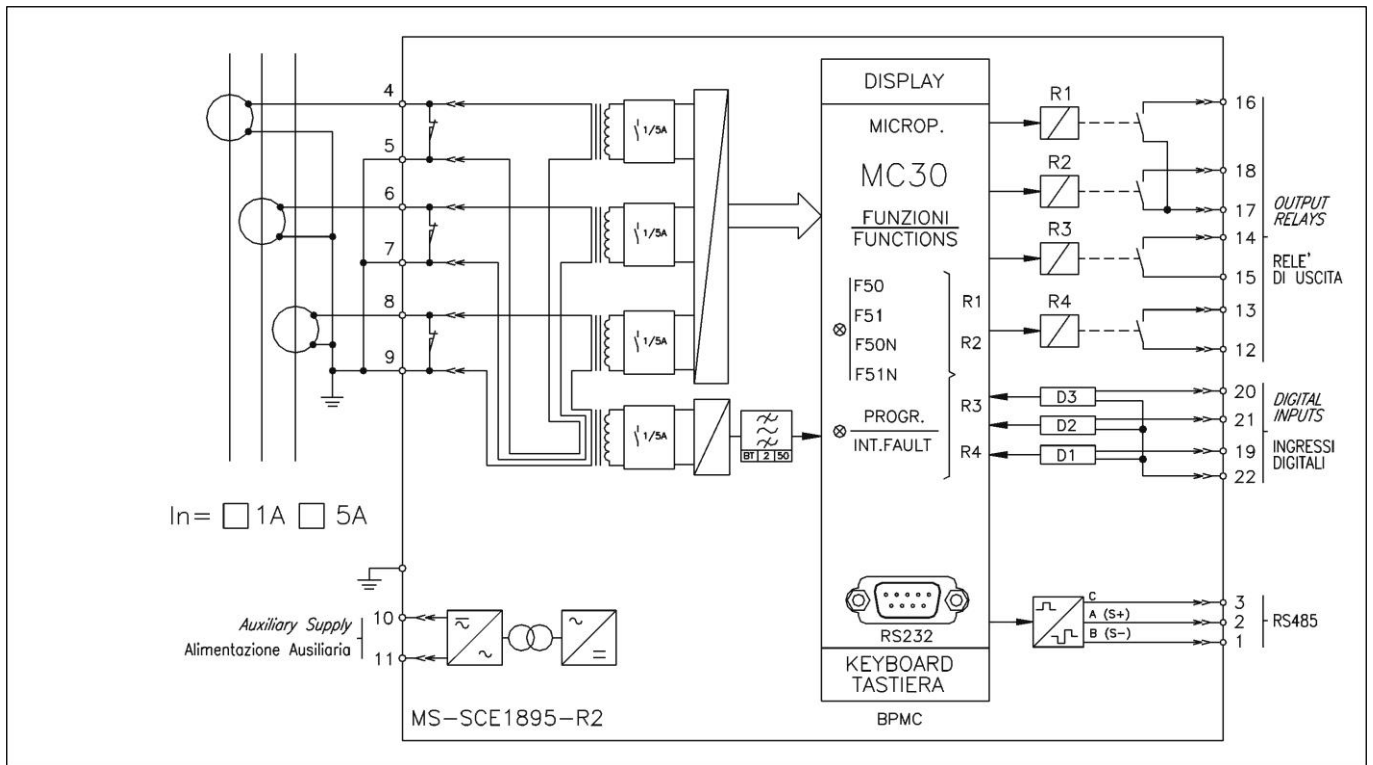 4
5
6
7
8
9
1/5A
1/5A
1/5A
1/5A
BT 2 50
In= 1A 5A
Auxiliary Supply
Alimentazione Ausiliaria
10
11
MS-SCE1895-R2
DISPLAY
MICROP.
MC30
FUNZIONI
FUNCTIONS
F50
F51
F50N
F51N
R1
R2
R3
R4
PROGR.
INT.FAULT
RS232
KEYBOARD
TASTIERA
BPMC
R1
R2
R3
R4
16
18
17
14
15
13
12
OUTPUT
RELAYS
RELE'
DI USCITA
D3
D2
D1
20
21
19
22
DIGITAL
INPUTS
INGRESSI
DIGITALI
C
A (S+)
B (S-)
3
2
1
RS485